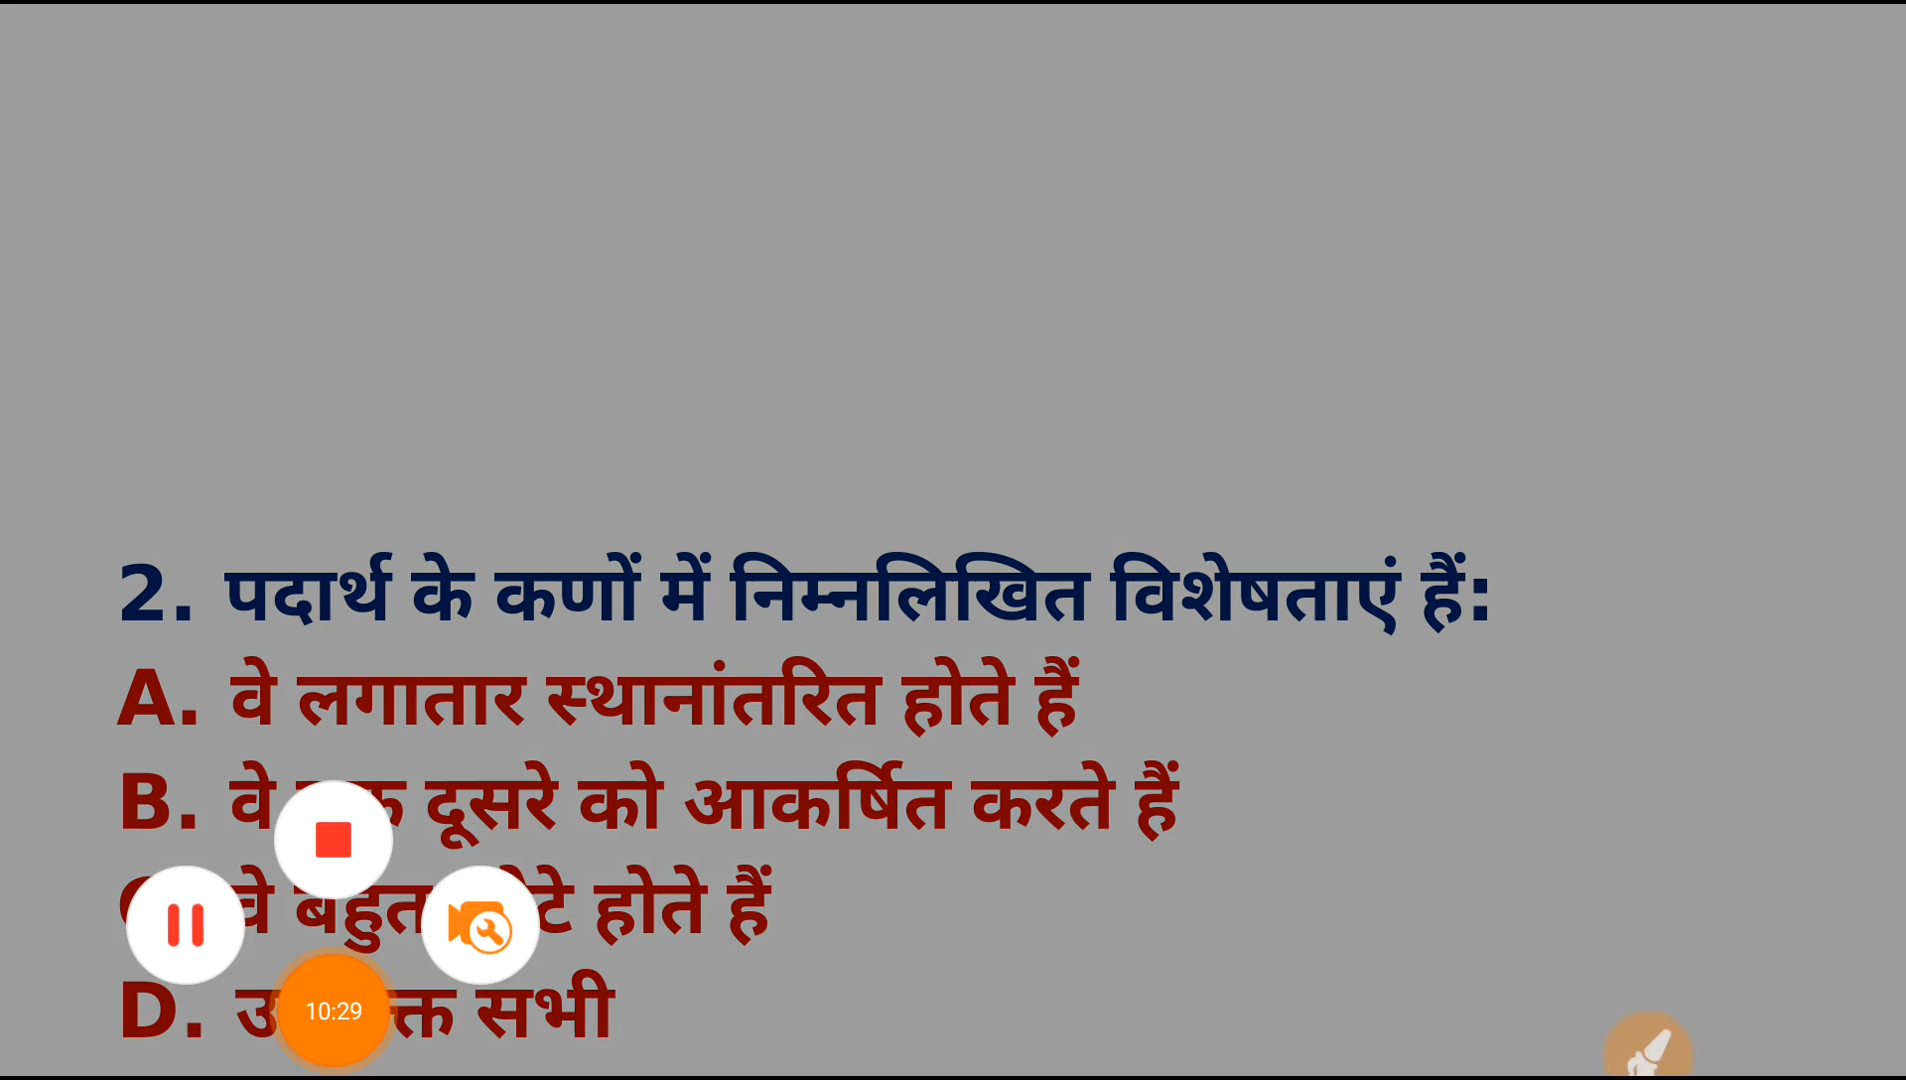 2. पदार्थ के कणों में निम्नलिखित विशेषताएं हैं:
A. वे लगातार स्थानांतरित होते हैं
B. वे दूसरे को आकर्षित करते हैं
वे बहुत होते हैं
D. सभी
10:29